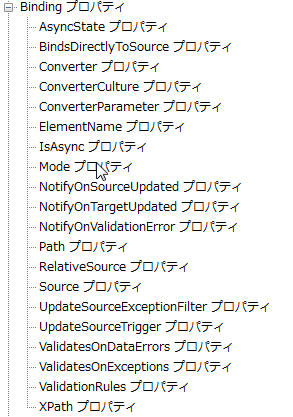 Binding プロパティ
AsyncState プロパティ
BindsDirectlyToSource プロパティ
Converter プロパティ
ConverterCulture プロパティ
ConverterParameter プロパティ
ElementName プロパティ
IsAsync プロパティ
Mode プロパティ
NotifyOnSourceUpdated プロパティ
NotifyOnTargetUpdated プロパティ
NotifyOnValidationError プロパティ
Path プロパティ
RelativeSource プロパティ
Source プロパティ
UpdateSourceExceptionFilter プロパティ
UpdateSourceTrigger プロパティ
ValidatesOnDataErrors プロパティ
ValidatesOnExceptions プロパティ
ValidationRules プロパティ
XPath プロパティ